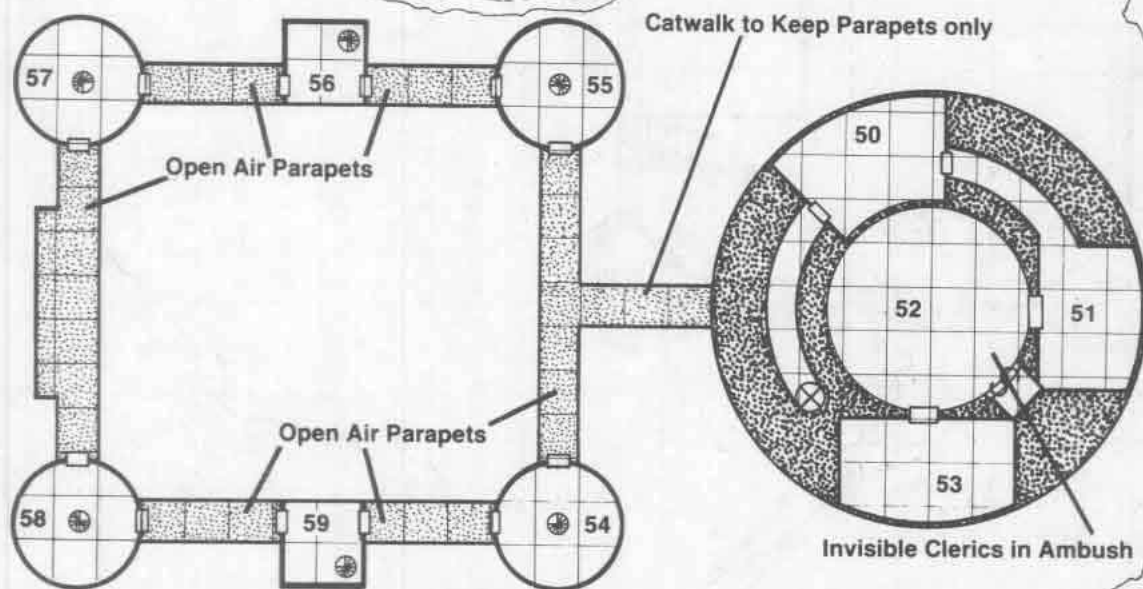 Catwalk to Keep Parapets only
57
56
55
50
Open Air Parapets
52
51
Open Air Parapets
53
58
59
54
Invisible Clerics in Ambush